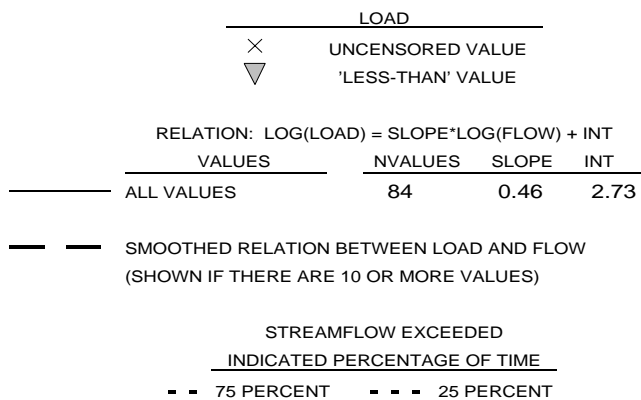 LOAD
UNCENSORED VALUE
'LESS-THAN' VALUE
RELATION: LOG(LOAD) = SLOPE*LOG(FLOW) + INT
VALUES NVALUES SLOPE INT
ALL VALUES 84 0.46 2.73
SMOOTHED RELATION BETWEEN LOAD AND FLOW
(SHOWN IF THERE ARE 10 OR MORE VALUES)
STREAMFLOW EXCEEDED
INDICATED PERCENTAGE OF TIME
75 PERCENT 25 PERCENT